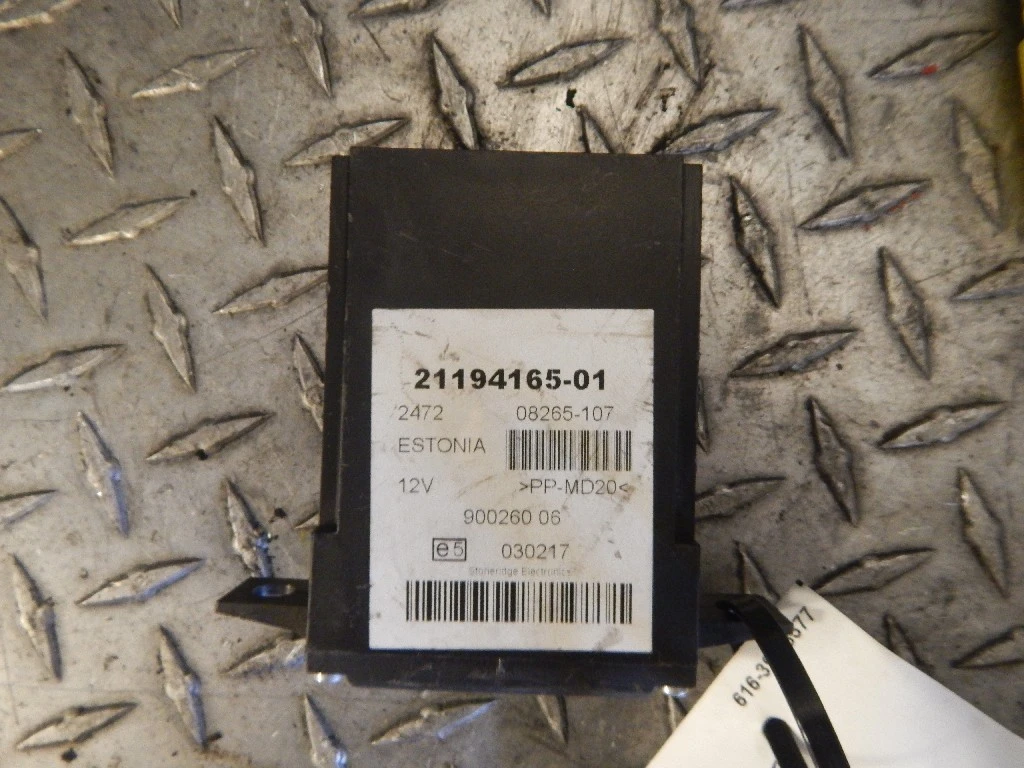 21194165-01
2472 08265-107
ESTONIA
12V >PP-MD20<
900260 06
e5 030217
Stoneridge Electronics